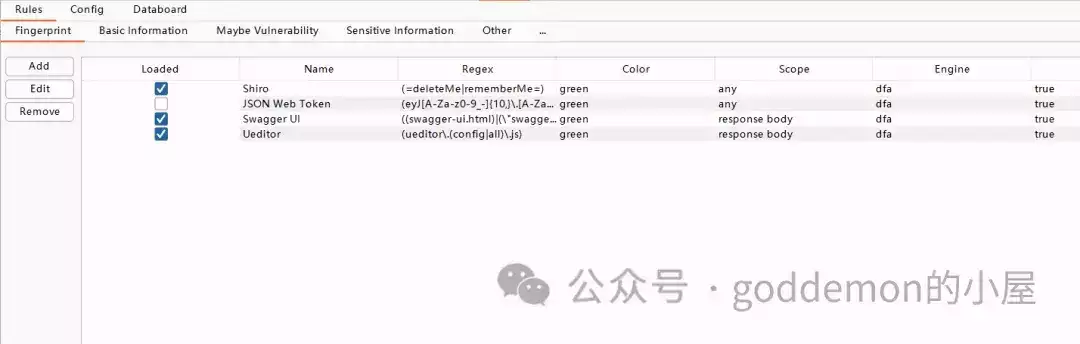 Rules Config Databoard
Fingerprint Basic Information Maybe Vulnerability Sensitive Information Other ...
Add
Edit
Remove
Loaded Name Regex Color Scope Engine
Shiro (=deleteMe|rememberMe=) green any dfa true
JSON Web Token (eyJ[A-Za-z0-9_-]{10,}\.[A-Za... green any dfa true
Swagger UI ((swagger-ui.html)|(\"swagge... green response body dfa true
Ueditor (ueditor\.(config|all)\.js) green response body dfa true
公众号 · goddemon的小屋